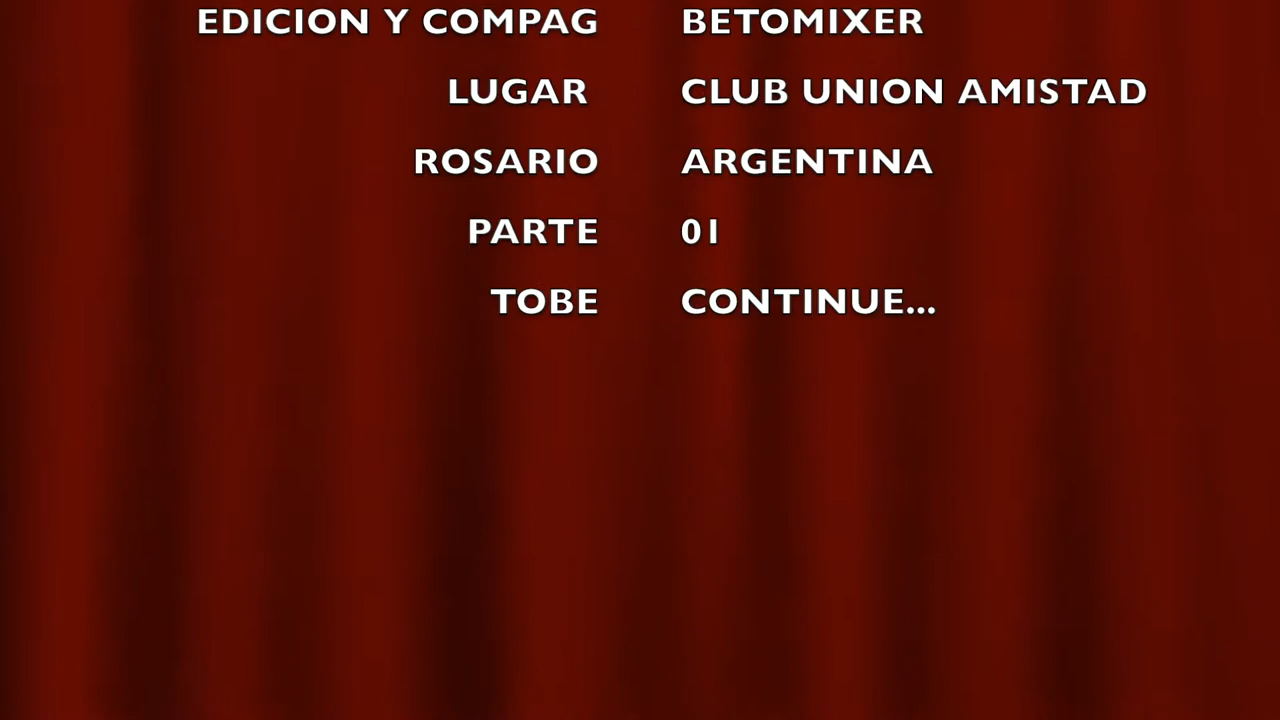 EDICION Y COMPAG BETOMIXER
LUGAR CLUB UNION AMISTAD
ROSARIO ARGENTINA
PARTE 01
TOBE CONTINUE...